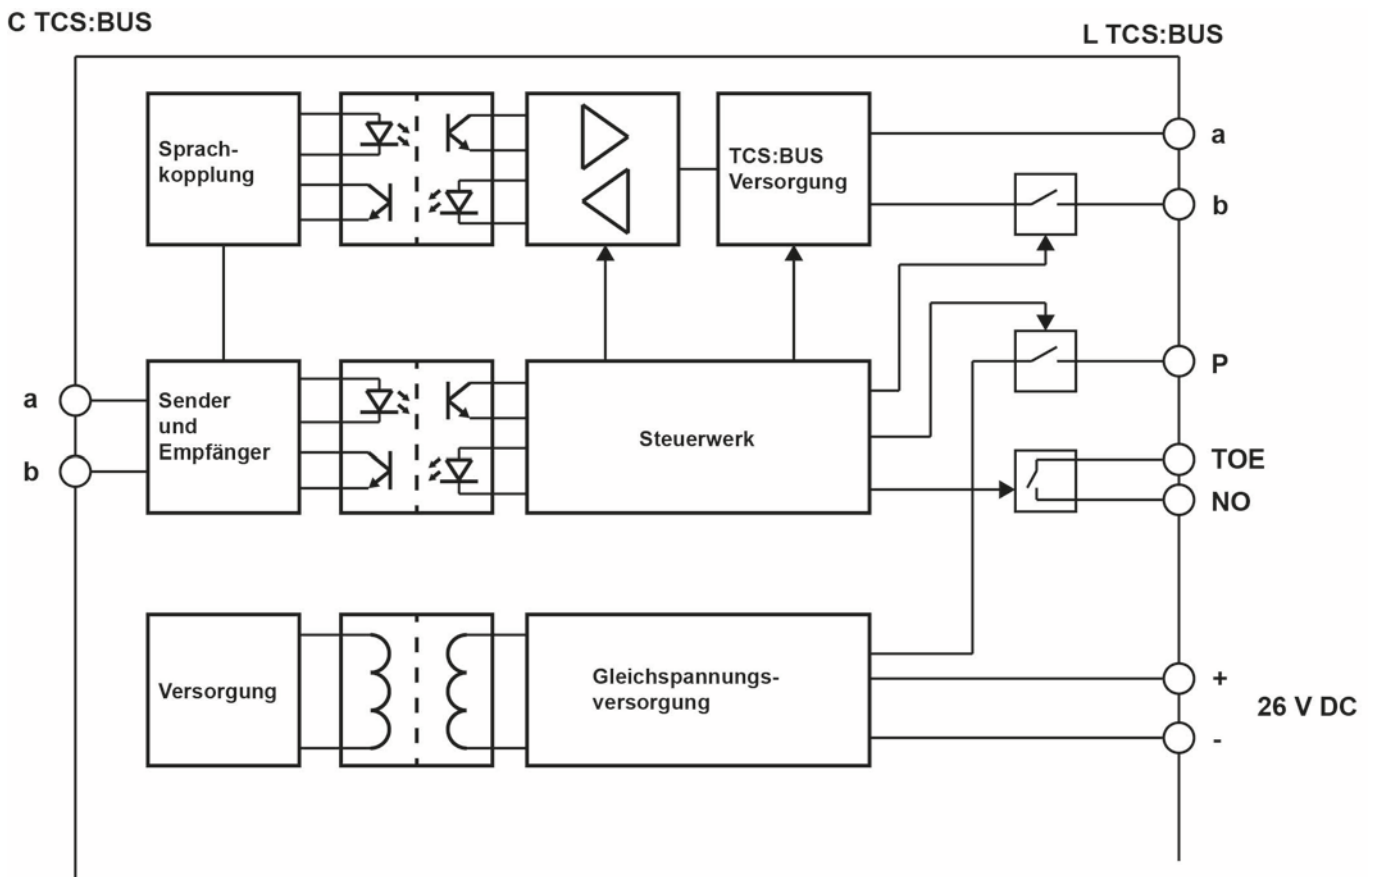 C TCS:BUS
L TCS:BUS
Sprach-
kopplung
TCS:BUS
Versorgung
a
b
P
TOE
NO
a
b
Sender
und
Empfänger
Steuerwerk
Versorgung
Gleichspannungs-
versorgung
+
-
26 V DC